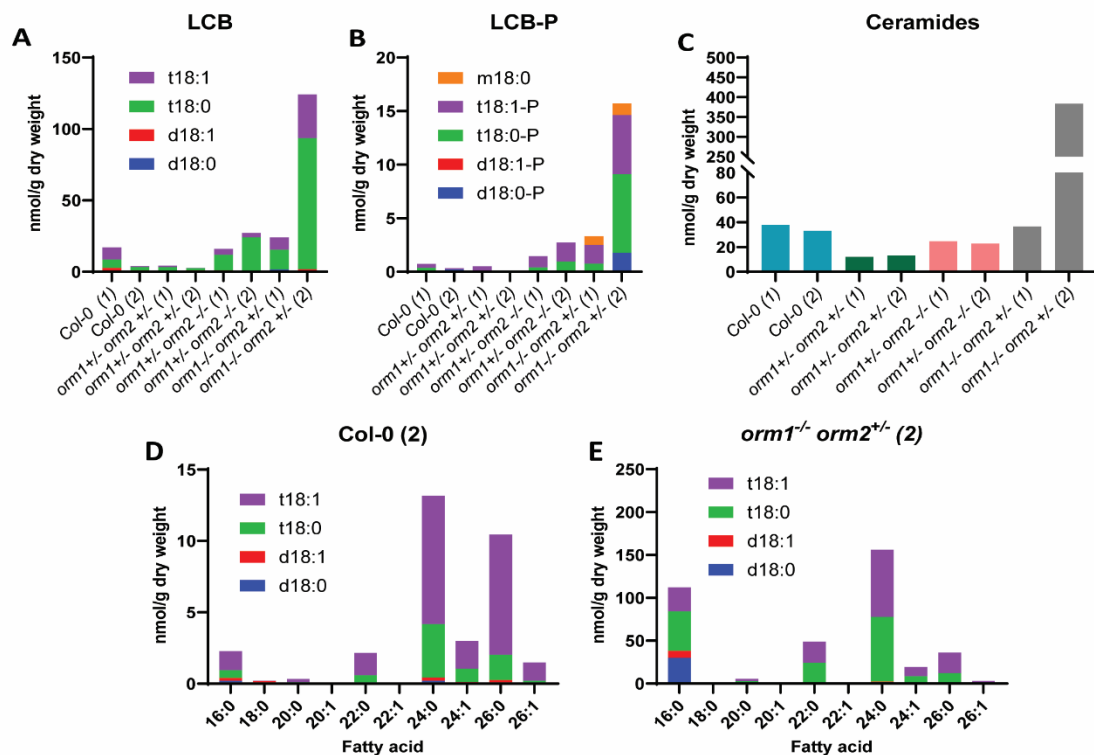 LCB
LCB-P
Ceramides
A
B
C
nmol/g dry weight
150
100
50
0
t18:1
t18:0
d18:1
d18:0
Col-0 (1)
Col-0 (2)
orm1+/- orm2 +/- (1)
orm1+/- orm2 +/- (2)
orm1+/- orm2 -/- (1)
orm1+/- orm2 -/- (2)
orm1-/- orm2 +/- (1)
orm1-/- orm2 +/- (2)
nmol/g dry weight
20
15
10
5
0
m18:0
t18:1-P
t18:0-P
d18:1-P
d18:0-P
Col-0 (1)
Col-0 (2)
orm1+/- orm2 +/- (1)
orm1+/- orm2 +/- (2)
orm1+/- orm2 -/- (1)
orm1+/- orm2 -/- (2)
orm1-/- orm2 +/- (1)
orm1-/- orm2 +/- (2)
nmol/g dry weight
500
450
400
350
300
250
80
60
40
20
0
Col-0 (1)
Col-0 (2)
orm1+/- orm2 +/- (1)
orm1+/- orm2 +/- (2)
orm1+/- orm2 -/- (1)
orm1+/- orm2 -/- (2)
orm1-/- orm2 +/- (1)
orm1-/- orm2 +/- (2)
D
Col-0 (2)
nmol/g dry weight
15
10
5
0
t18:1
t18:0
d18:1
d18:0
16:0
18:0
20:0
20:1
22:0
22:1
24:0
24:1
26:0
26:1
Fatty acid
E
orm1-/- orm2+/- (2)
nmol/g dry weight
250
200
150
100
50
0
t18:1
t18:0
d18:1
d18:0
16:0
18:0
20:0
20:1
22:0
22:1
24:0
24:1
26:0
26:1
Fatty acid